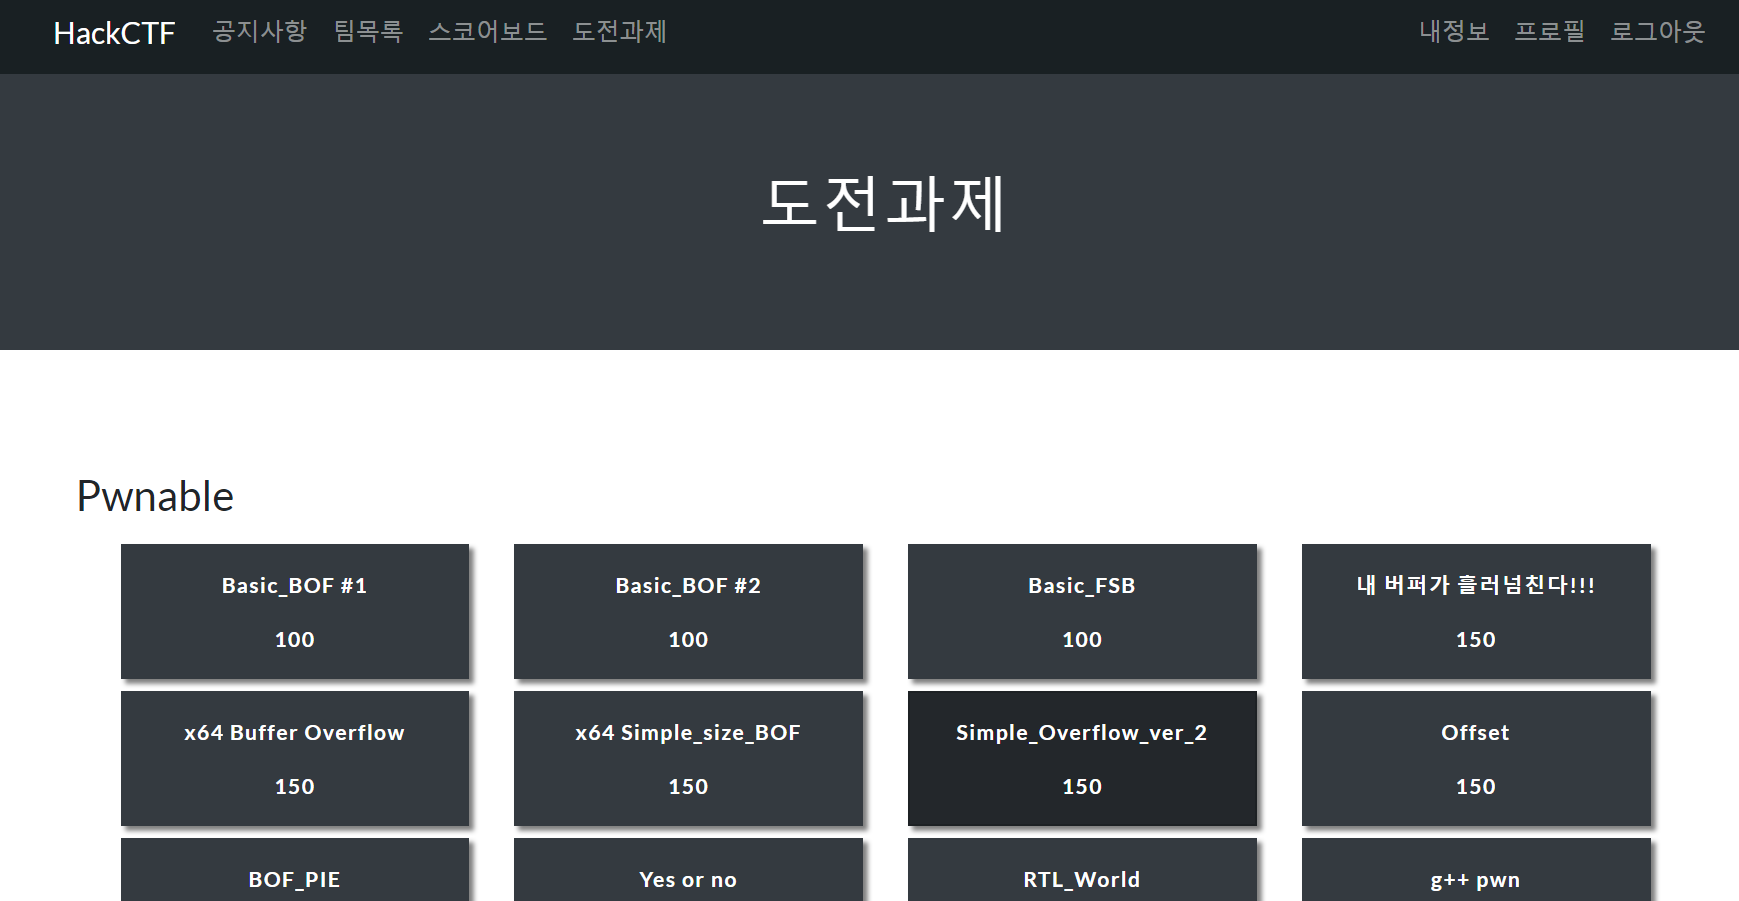 HackCTF 공지사항 팀목록 스코어보드 도전과제 내정보 프로필 로그아웃
도전과제
Pwnable
Basic_BOF #1 Basic_BOF #2 Basic_FSB 내 버퍼가 흘러넘친다!!!
100 100 100 150
x64 Buffer Overflow x64 Simple_size_BOF Simple_Overflow_ver_2 Offset
150 150 150 150
BOF_PIE Yes or no RTL_World g++ pwn